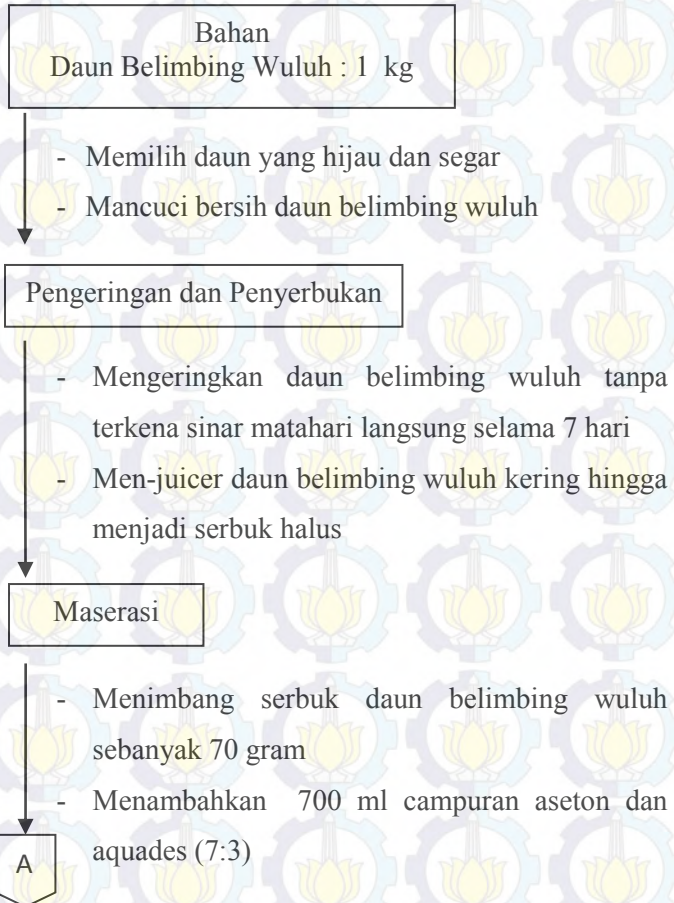 Bahan
Daun Belimbing Wuluh : 1 kg
- Memilih daun yang hijau dan segar
- Mancuci bersih daun belimbing wuluh
Pengeringan dan Penyerbukan
- Mengeringkan daun belimbing wuluh tanpa
terkena sinar matahari langsung selama 7 hari
- Men-juicer daun belimbing wuluh kering hingga
menjadi serbuk halus
Maserasi
- Menimbang serbuk daun belimbing wuluh
sebanyak 70 gram
- Menambahkan 700 ml campuran aseton dan
aquades (7:3)
A